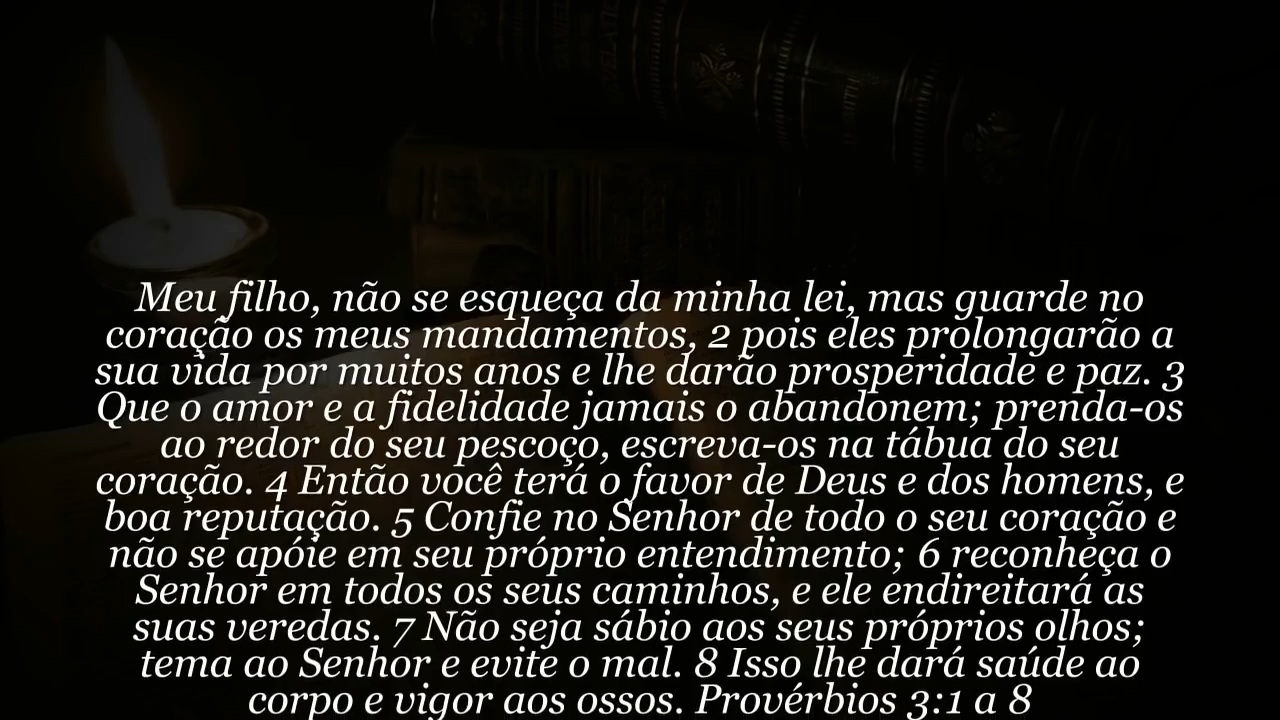 Meu filho, não se esqueça da minha lei, mas guarde no
coração os meus mandamentos, 2 pois eles prolongarão a
sua vida por muitos anos e lhe darão prosperidade e paz. 3
Que o amor e a fidelidade jamais o abandonem; prenda-os
ao redor do seu pescoço, escreva-os na tábua do seu
coração. 4 Então você terá o favor de Deus e dos homens, e
boa reputação. 5 Confie no Senhor de todo o seu coração e
não se apóie em seu próprio entendimento; 6 reconheça o
Senhor em todos os seus caminhos, e ele endireitará as
suas veredas. 7 Não seja sábio aos seus próprios olhos;
tema ao Senhor e evite o mal. 8 Isso lhe dará saúde ao
corpo e vigor aos ossos. Provérbios 3:1 a 8